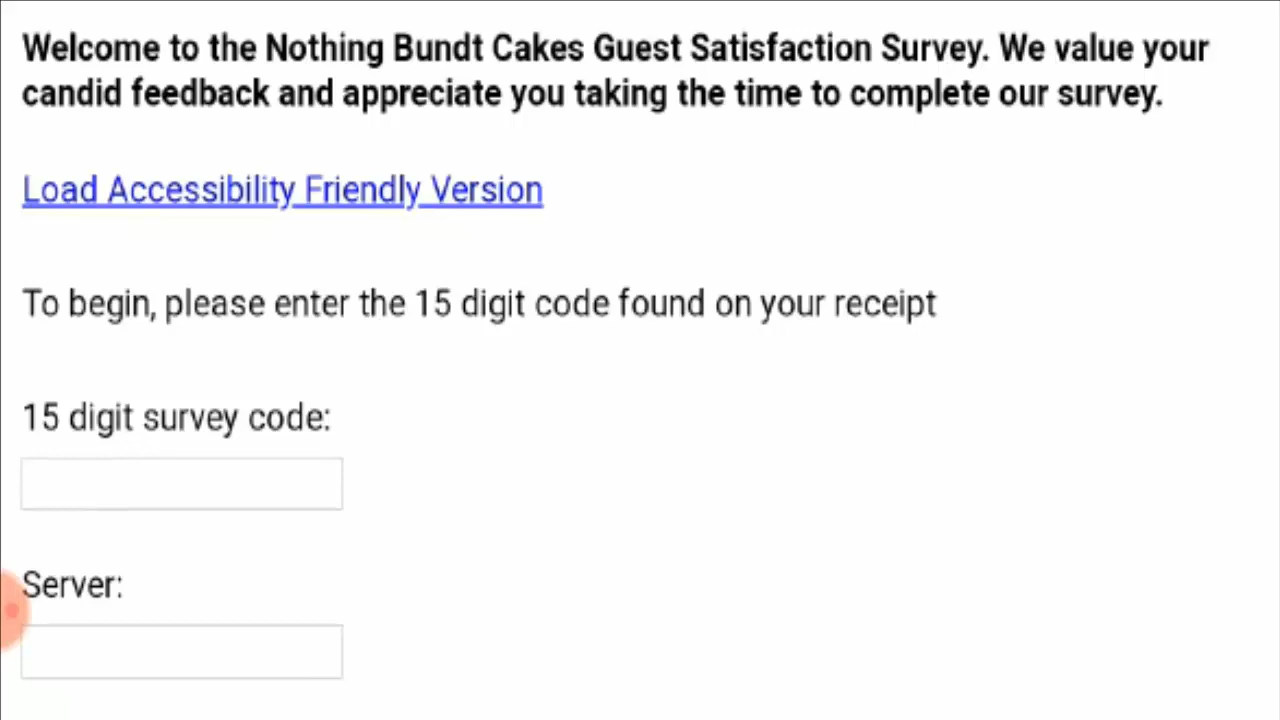 Welcome to the Nothing Bundt Cakes Guest Satisfaction Survey. We value your
candid feedback and appreciate you taking the time to complete our survey.
Load Accessibility Friendly Version
To begin, please enter the 15 digit code found on your receipt
15 digit survey code:
Server: